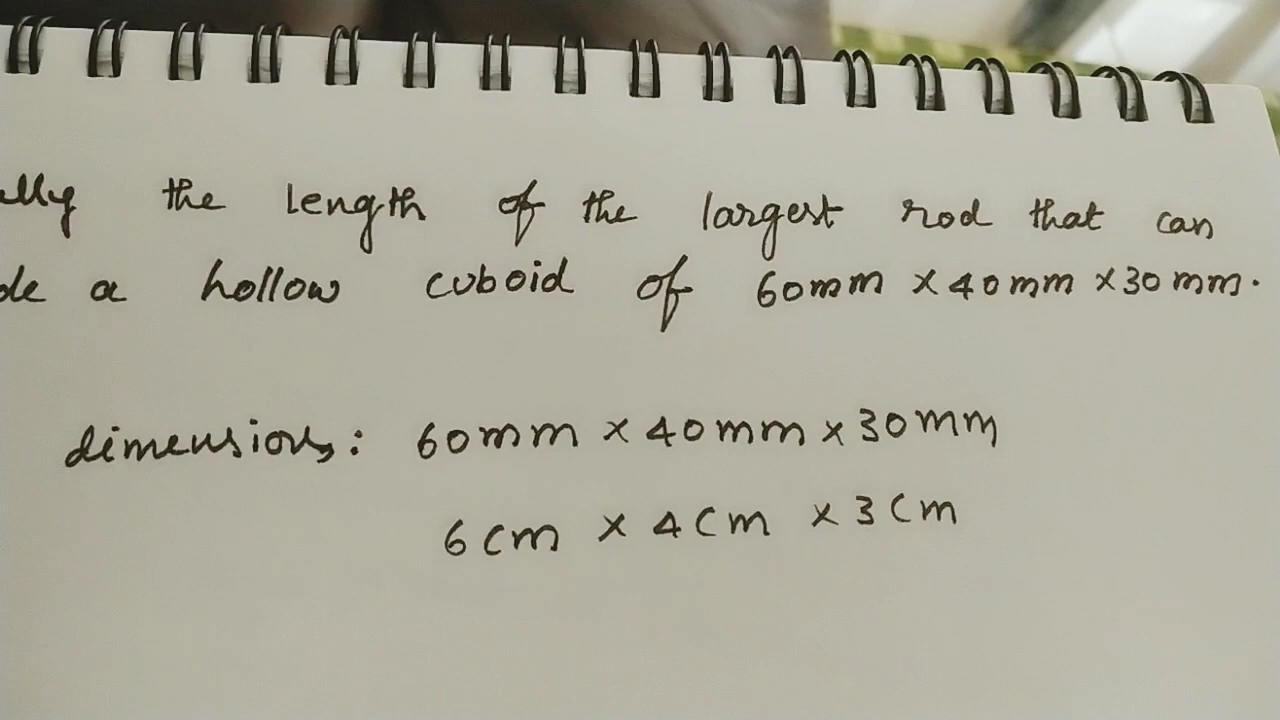 the length of the largest rod that can
a hollow cuboid of 60mm × 40mm × 30mm.
dimensions: 60mm × 40mm × 30mm
6cm × 4cm × 3cm